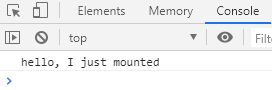 Elements Memory Console
top Filte
hello, I just mounted